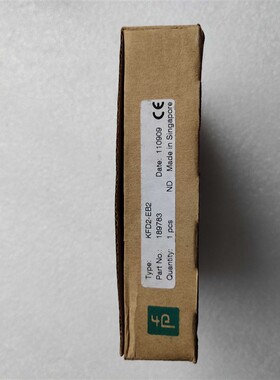 Type: KFD2-EB2
Part No.: 189783 Date: 110909 CE
Quantity: 1 pcs ND Made in Singapore